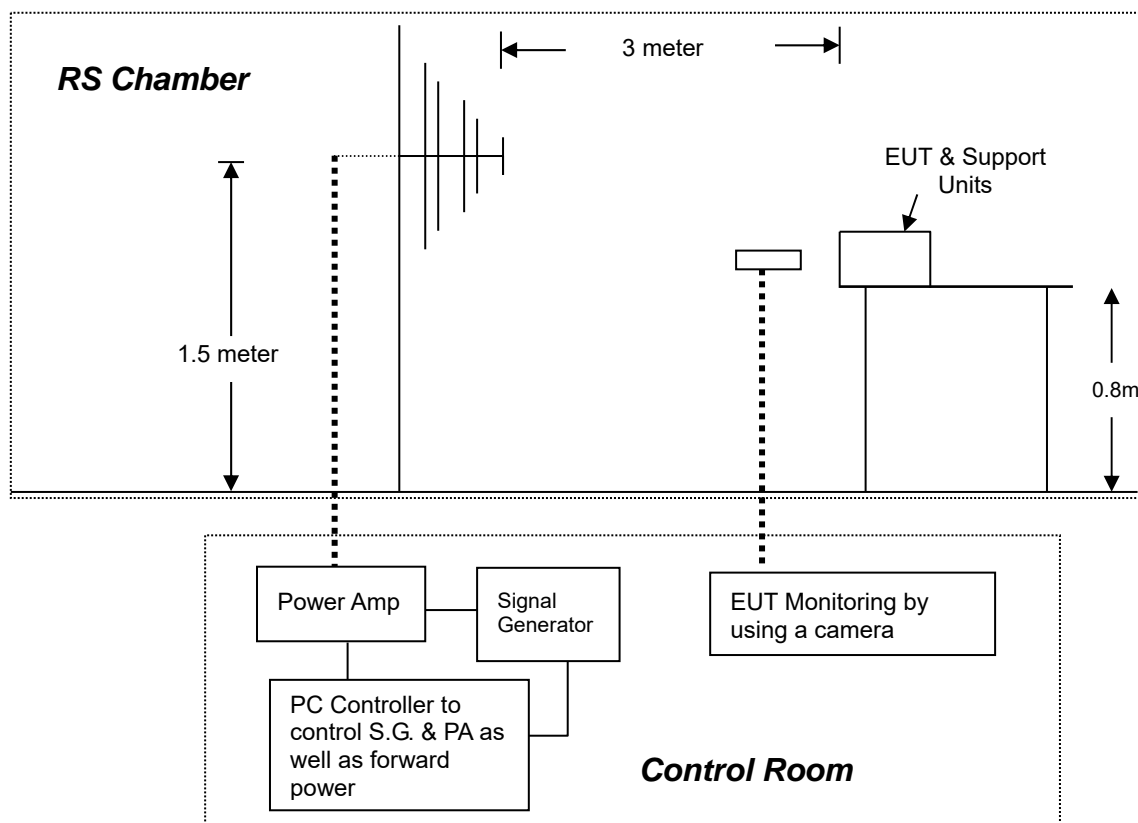 3 meter
RS Chamber
EUT & Support
Units
1.5 meter
0.8m
Power Amp
Signal
Generator
EUT Monitoring by
using a camera
PC Controller to
control S.G. & PA as
well as forward
power
Control Room